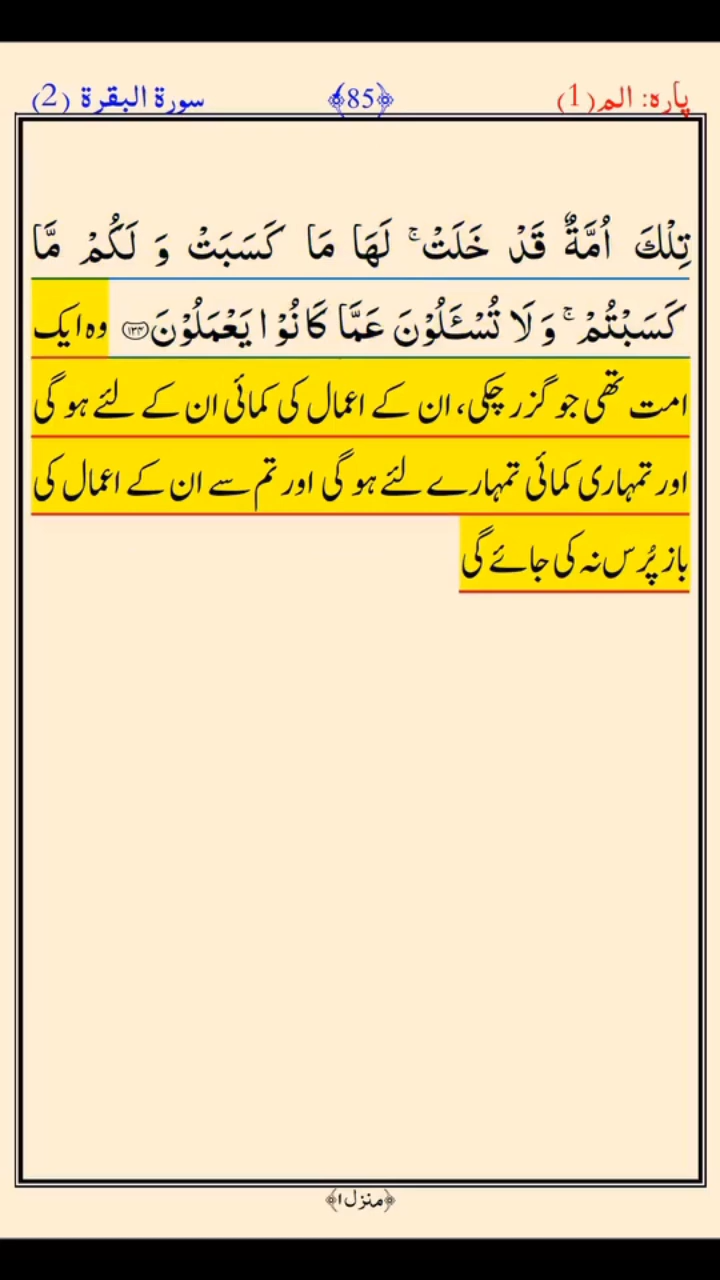 پارہ: الم (1) ﴿85﴾ سورة البقرة (2)
تِلْكَ اُمَّةٌ قَدْ خَلَتْ ۚ لَهَا مَا كَسَبَتْ وَ لَكُمْ مَّا
كَسَبْتُمْ ۚ وَ لَا تُسْـَٔلُوْنَ عَمَّا كَانُوْا يَعْمَلُوْنَ ﴿۱۳۴﴾ وہ ایک
امت تھی جو گزر چکی، ان کے اعمال کی کمائی ان کے لئے ہو گی
اور تمہاری کمائی تمہارے لئے ہو گی اور تم سے ان کے اعمال کی
باز پُرس نہ کی جائے گی
﴿منزل ۱﴾